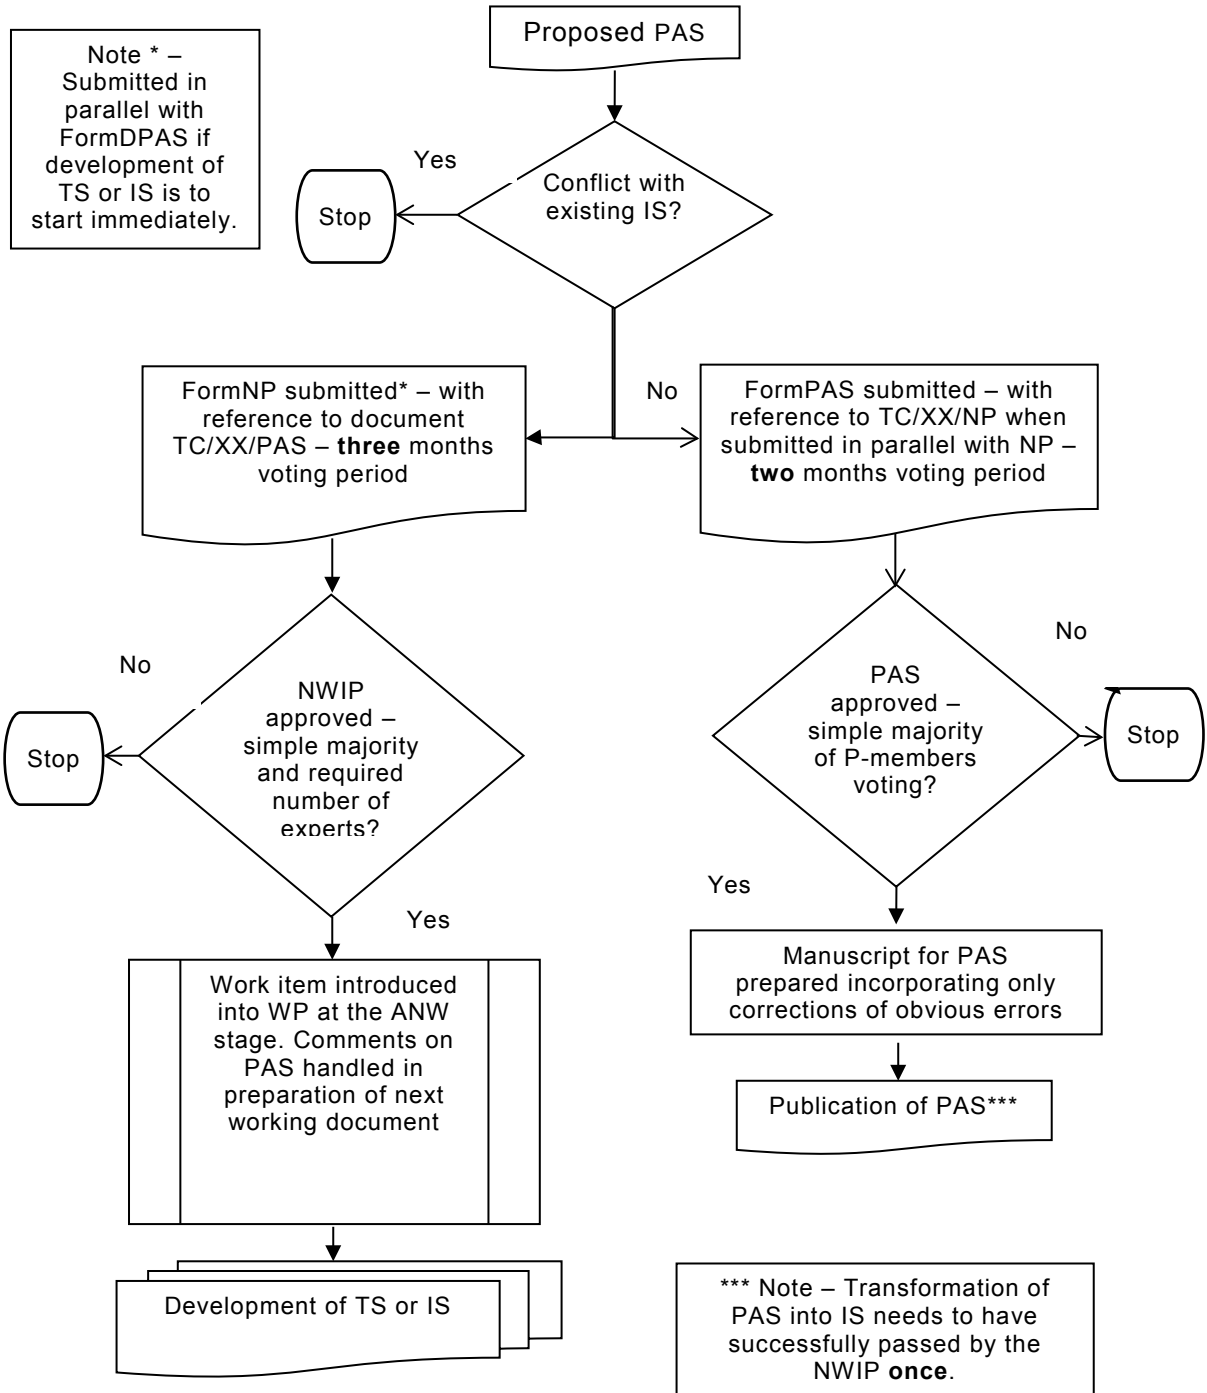 Proposed PAS
Note * –
Submitted in
parallel with
FormDPAS if
development of
TS or IS is to
start immediately.
Yes
Conflict with
existing IS?
Stop
FormNP submitted* – with
reference to document
TC/XX/PAS – three months
voting period
No
FormPAS submitted – with
reference to TC/XX/NP when
submitted in parallel with NP –
two months voting period
No
NWIP
approved –
simple majority
and required
number of
experts?
Stop
No
PAS
approved –
simple majority
of P-members
voting?
Stop
Yes
Yes
Work item introduced
into WP at the ANW
stage. Comments on
PAS handled in
preparation of next
working document
Manuscript for PAS
prepared incorporating only
corrections of obvious errors
Publication of PAS***
Development of TS or IS
*** Note – Transformation of
PAS into IS needs to have
successfully passed by the
NWIP once.